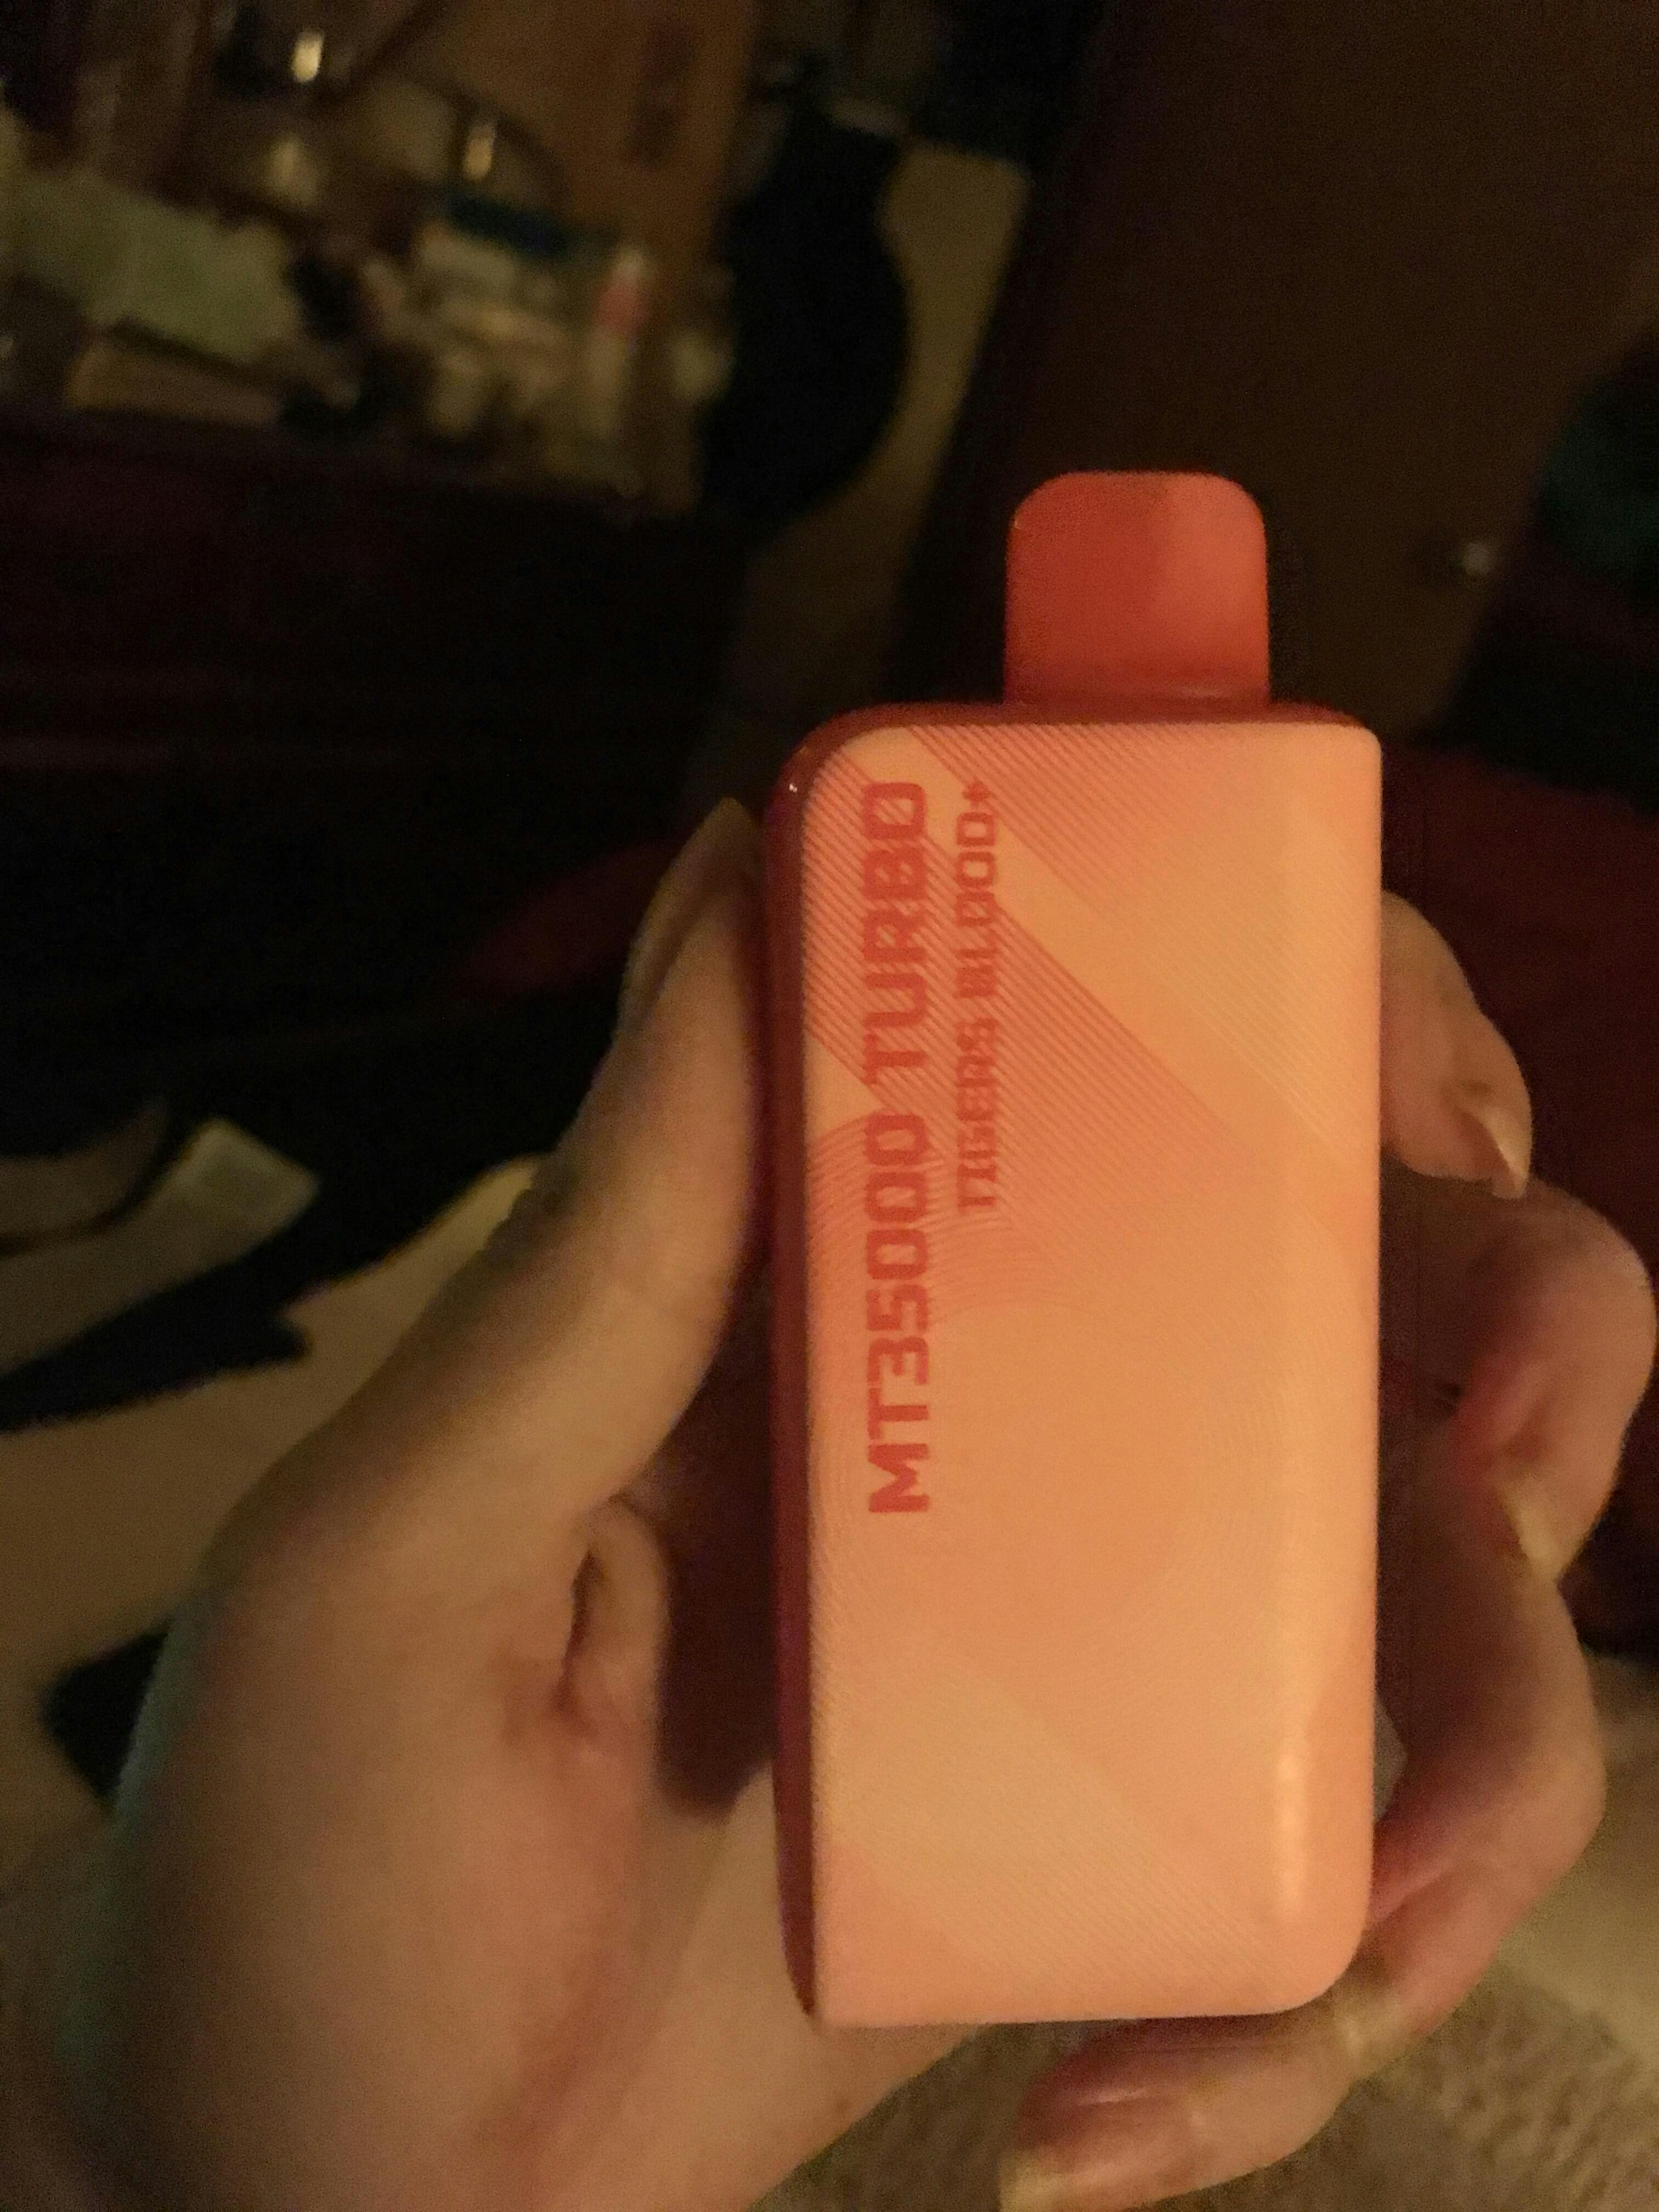 MT35000 TURBO
TIGERS BLOOD+